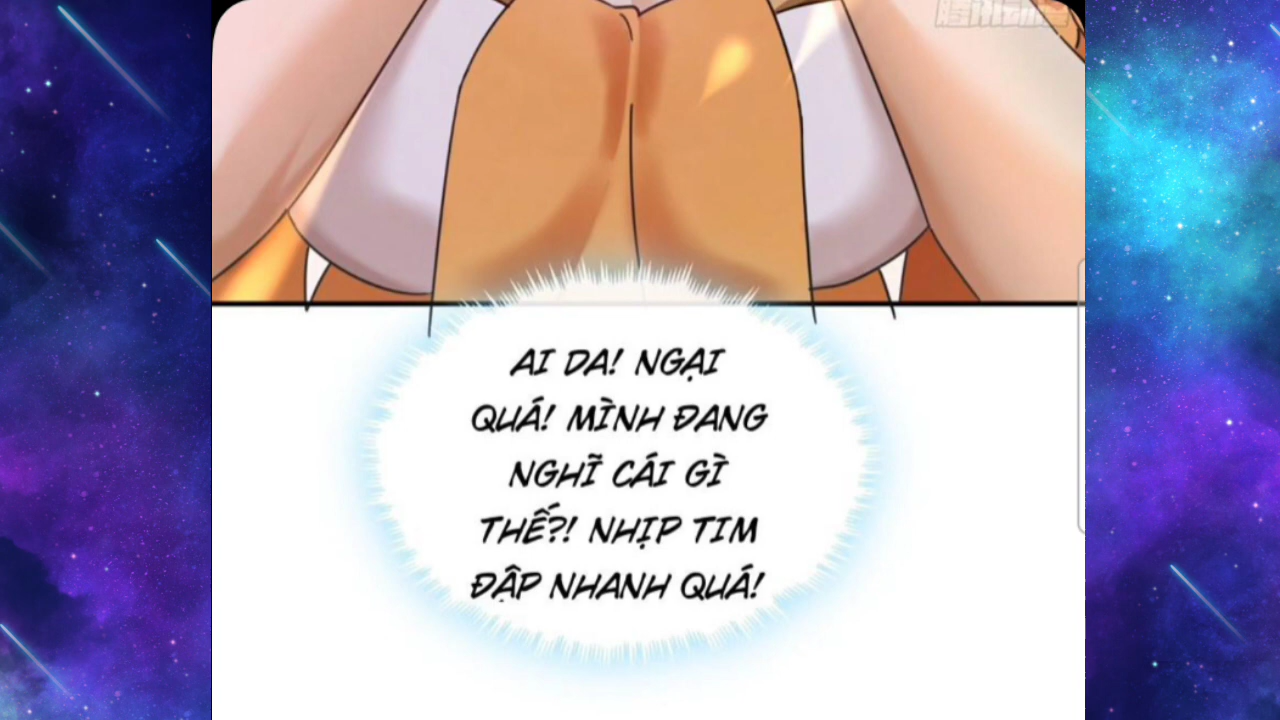 AI DA! NGẠI
QUÁ! MÌNH ĐANG
NGHĨ CÁI GÌ
THẾ?! NHỊP TIM
ĐẬP NHANH QUÁ!